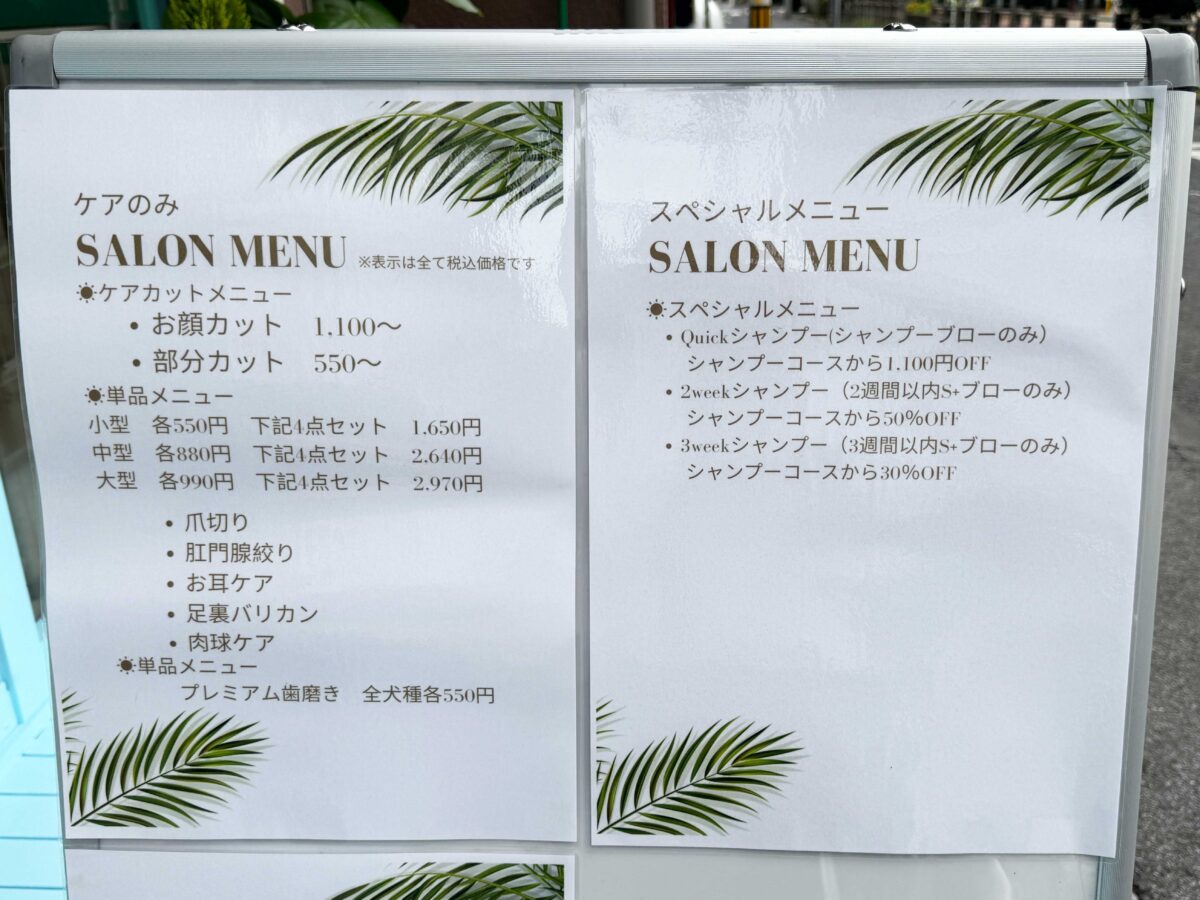 ケアのみ
SALON MENU ※表示は全て税込価格です
ケアカットメニュー
• お顔カット 1,100〜
• 部分カット 550〜
単品メニュー
小型 各550円 下記4点セット 1,650円
中型 各880円 下記4点セット 2,640円
大型 各990円 下記4点セット 2,970円
• 爪切り
• 肛門腺絞り
• お耳ケア
• 足裏バリカン
• 肉球ケア
単品メニュー
プレミアム歯磨き 全犬種各550円
スペシャルメニュー
SALON MENU
スペシャルメニュー
• Quickシャンプー(シャンプーブローのみ）
シャンプーコースから1,100円OFF
• 2weekシャンプー（2週間以内S+ブローのみ）
シャンプーコースから50%OFF
• 3weekシャンプー（3週間以内S+ブローのみ）
シャンプーコースから30%OFF